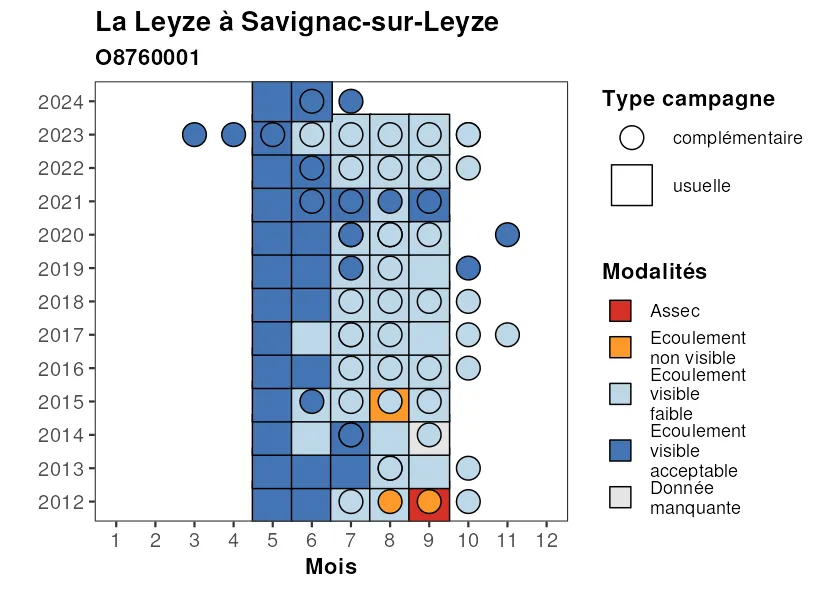 La Leyze à Savignac-sur-Leyze
O8760001
2024
2023
2022
2021
2020
2019
2018
2017
2016
2015
2014
2013
2012
1 2 3 4 5 6 7 8 9 10 11 12
Mois
Type campagne
complémentaire
usuelle
Modalités
Assec
Ecoulement
non visible
Ecoulement
visible
faible
Ecoulement
visible
acceptable
Donnée
manquante